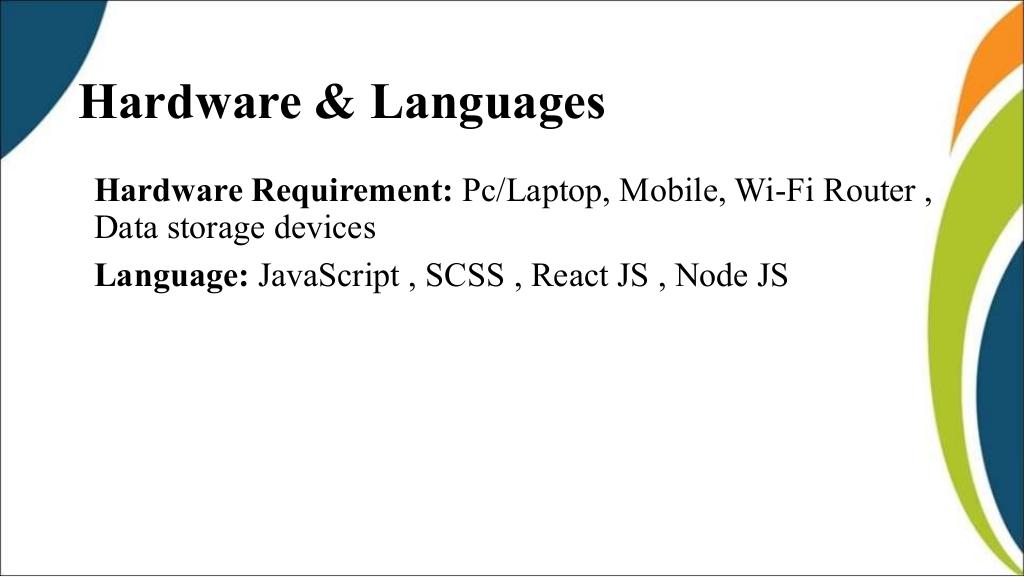 Hardware & Languages
Hardware Requirement: Pc/Laptop, Mobile, Wi-Fi Router ,
Data storage devices
Language: JavaScript , SCSS , React JS , Node JS